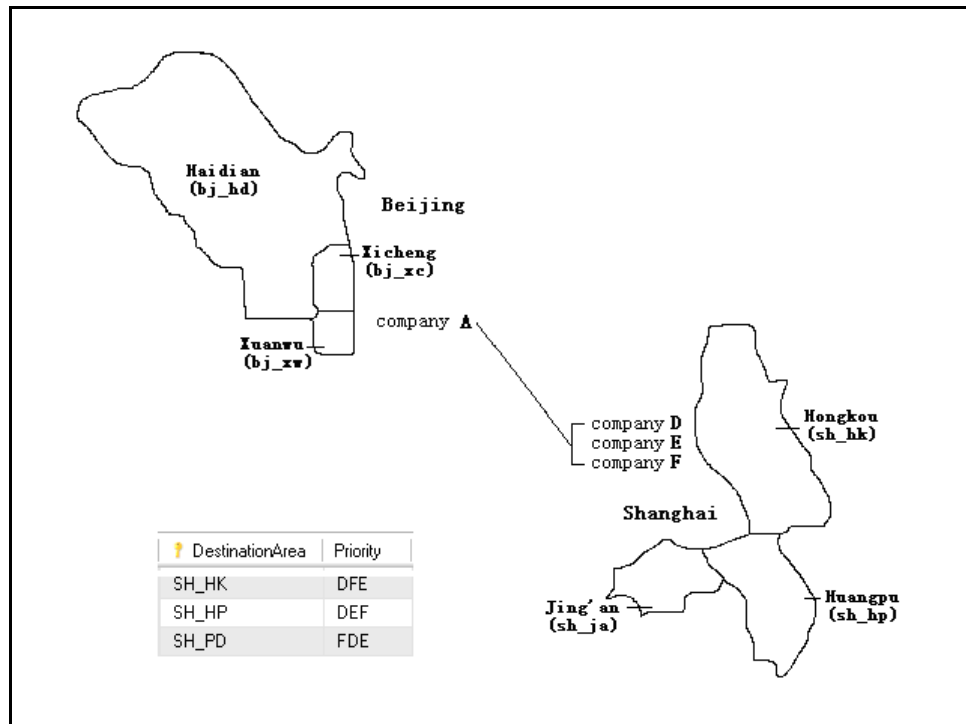 Haidian
(bj_hd)
Beijing
Xicheng
(bj_xc)
company A
Xuanwu
(bj_xw)
company D
company E
company F
Hongkou
(sh_hk)
Shanghai
Jing'an
(sh_ja)
Huangpu
(sh_hp)
DestinationArea Priority
SH_HK DFE
SH_HP DEF
SH_PD FDE